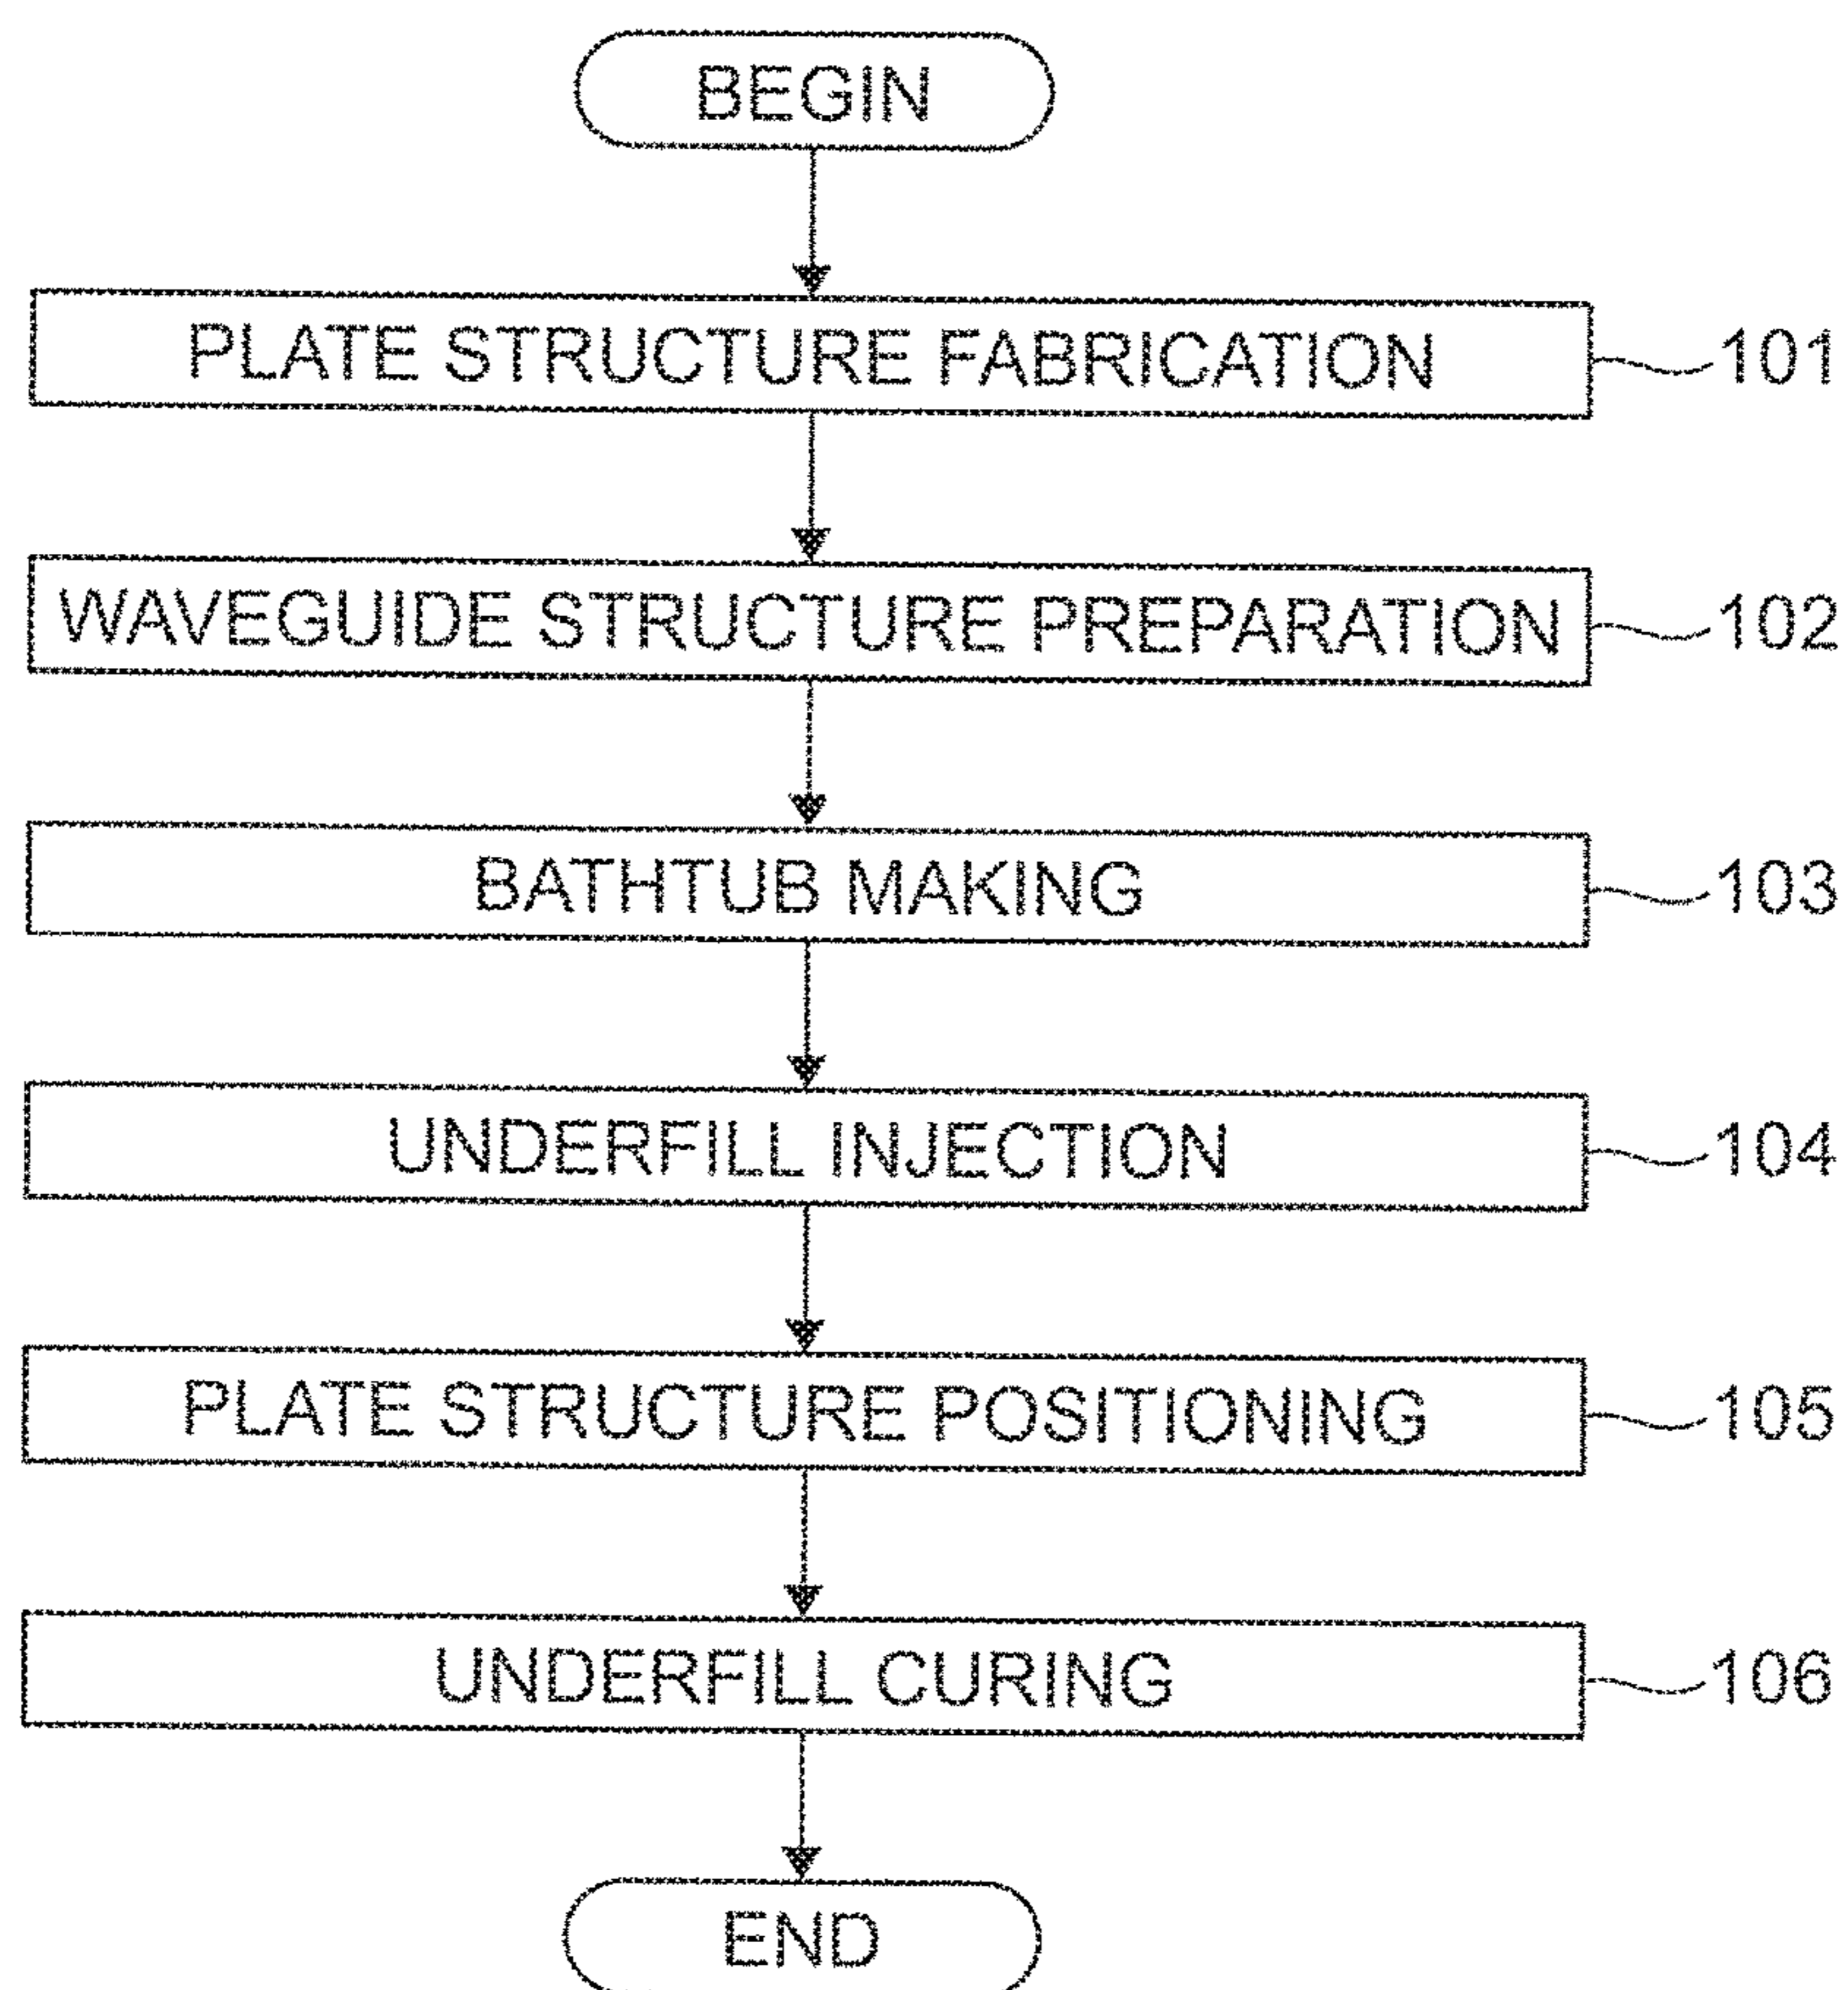 BEGIN
PLATE STRUCTURE FABRICATION 101
WAVEGUIDE STRUCTURE PREPARATION 102
BATHTUB MAKING 103
UNDERFILL INJECTION 104
PLATE STRUCTURE POSITIONING 105
UNDERFILL CURING 106
END